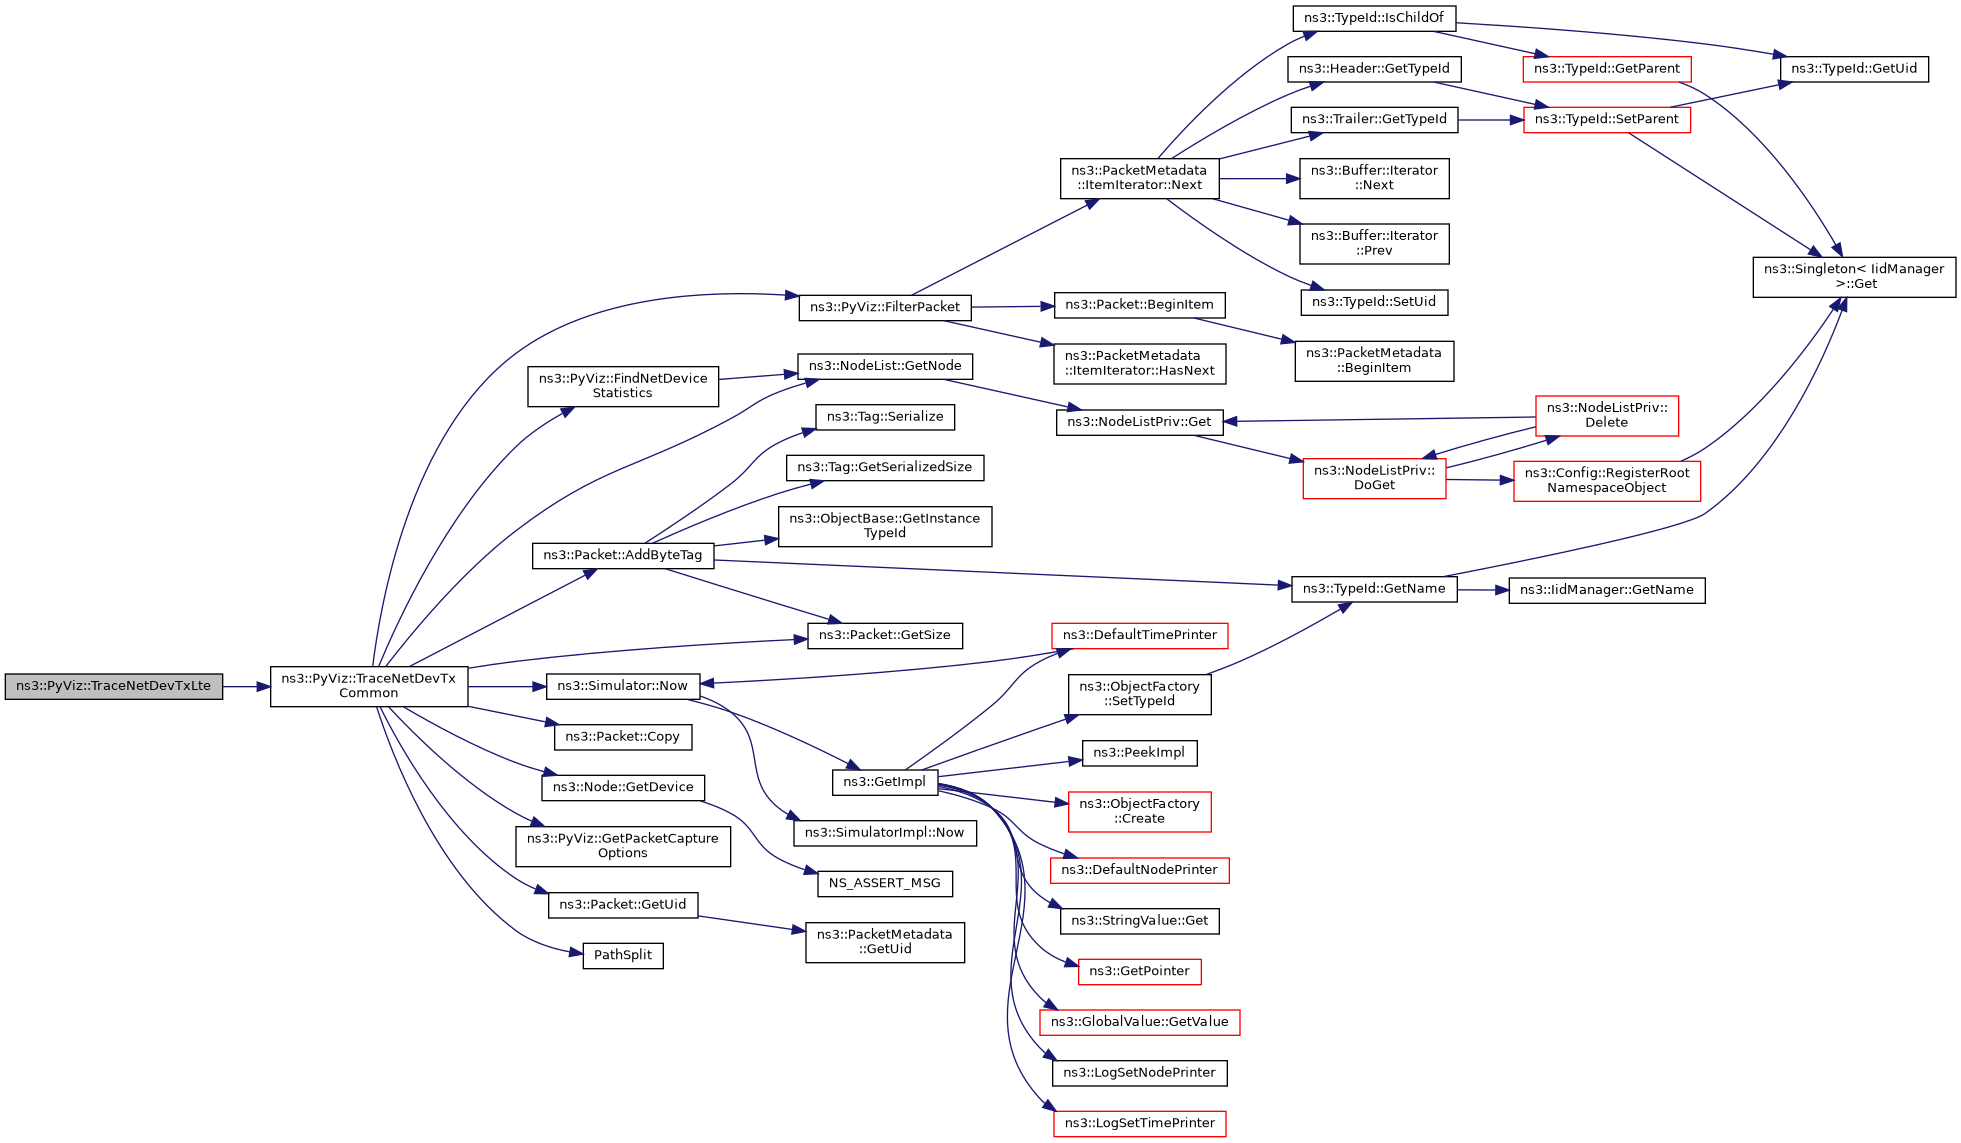 ns3::PyViz::TraceNetDevTxLte
ns3::PyViz::TraceNetDevTx
Common
ns3::PyViz::FindNetDevice
Statistics
ns3::Packet::AddByteTag
ns3::Simulator::Now
ns3::Packet::Copy
ns3::Node::GetDevice
ns3::PyViz::GetPacketCapture
Options
ns3::Packet::GetUid
PathSplit
ns3::PyViz::FilterPacket
ns3::NodeList::GetNode
ns3::Tag::Serialize
ns3::Tag::GetSerializedSize
ns3::ObjectBase::GetInstance
TypeId
ns3::Packet::GetSize
ns3::GetImpl
ns3::SimulatorImpl::Now
NS_ASSERT_MSG
ns3::PacketMetadata
::GetUid
ns3::PacketMetadata
::ItemIterator::Next
ns3::Packet::BeginItem
ns3::PacketMetadata
::ItemIterator::HasNext
ns3::NodeListPriv::Get
ns3::DefaultTimePrinter
ns3::ObjectFactory
::SetTypeId
ns3::PeekImpl
ns3::ObjectFactory
::Create
ns3::DefaultNodePrinter
ns3::StringValue::Get
ns3::GetPointer
ns3::GlobalValue::GetValue
ns3::LogSetNodePrinter
ns3::LogSetTimePrinter
ns3::TypeId::IsChildOf
ns3::Header::GetTypeId
ns3::Trailer::GetTypeId
ns3::Buffer::Iterator
::Next
ns3::Buffer::Iterator
::Prev
ns3::TypeId::SetUid
ns3::PacketMetadata
::BeginItem
ns3::NodeListPriv::
DoGet
ns3::TypeId::GetName
ns3::TypeId::GetParent
ns3::TypeId::SetParent
ns3::NodeListPriv::
Delete
ns3::Config::RegisterRoot
NamespaceObject
ns3::IidManager::GetName
ns3::TypeId::GetUid
ns3::Singleton< IidManager
>::Get